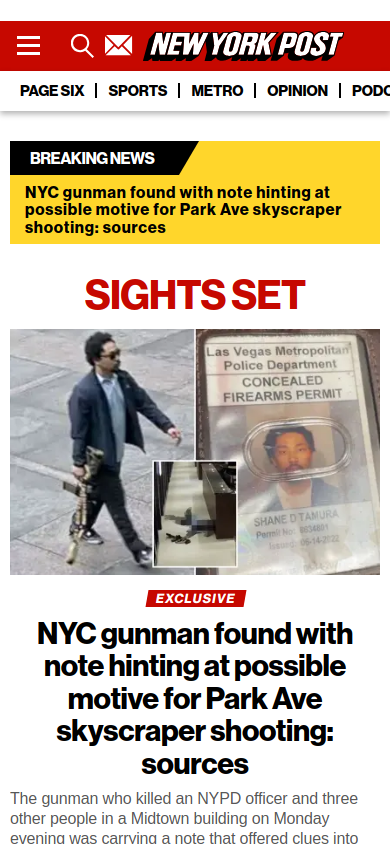 NEW YORK POST
PAGE SIX | SPORTS | METRO | OPINION | PODC
BREAKING NEWS
NYC gunman found with note hinting at
possible motive for Park Ave skyscraper
shooting: sources
SIGHTS SET
Las Vegas Metropolitan
Police Department
CONCEALED
FIREARMS PERMIT
SHANE D TAMURA
Permit No:
Issued: 06-14-2022
EXCLUSIVE
NYC gunman found with
note hinting at possible
motive for Park Ave
skyscraper shooting:
sources
The gunman who killed an NYPD officer and three
other people in a Midtown building on Monday
evening was carrying a note that offered clues into